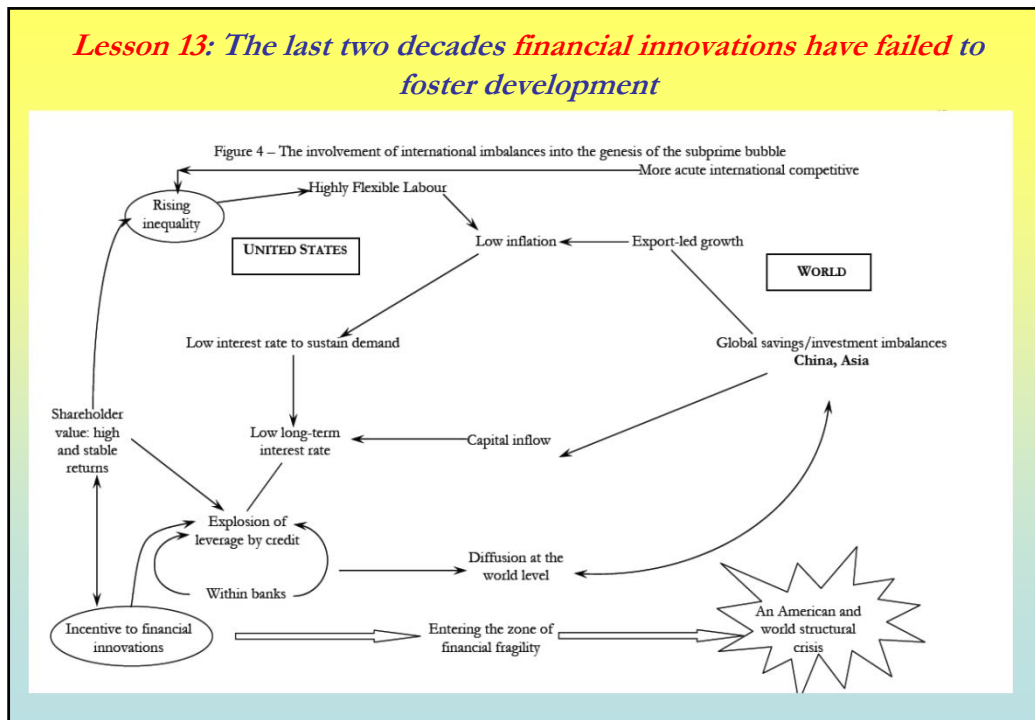 Lesson 13: The last two decades financial innovations have failed to
foster development
Figure 4 – The involvement of international imbalances into the genesis of the subprime bubble
More acute international competitive
Rising
inequality
Highly Flexible Labour
UNITED STATES
Low inflation
Export-led growth
WORLD
Low interest rate to sustain demand
Global savings/investment imbalances
China, Asia
Shareholder
value: high
and stable
returns
Low long-term
interest rate
Capital inflow
Explosion of
leverage by credit
Within banks
Diffusion at the
world level
Incentive to financial
innovations
Entering the zone of
financial fragility
An American and
world structural
crisis